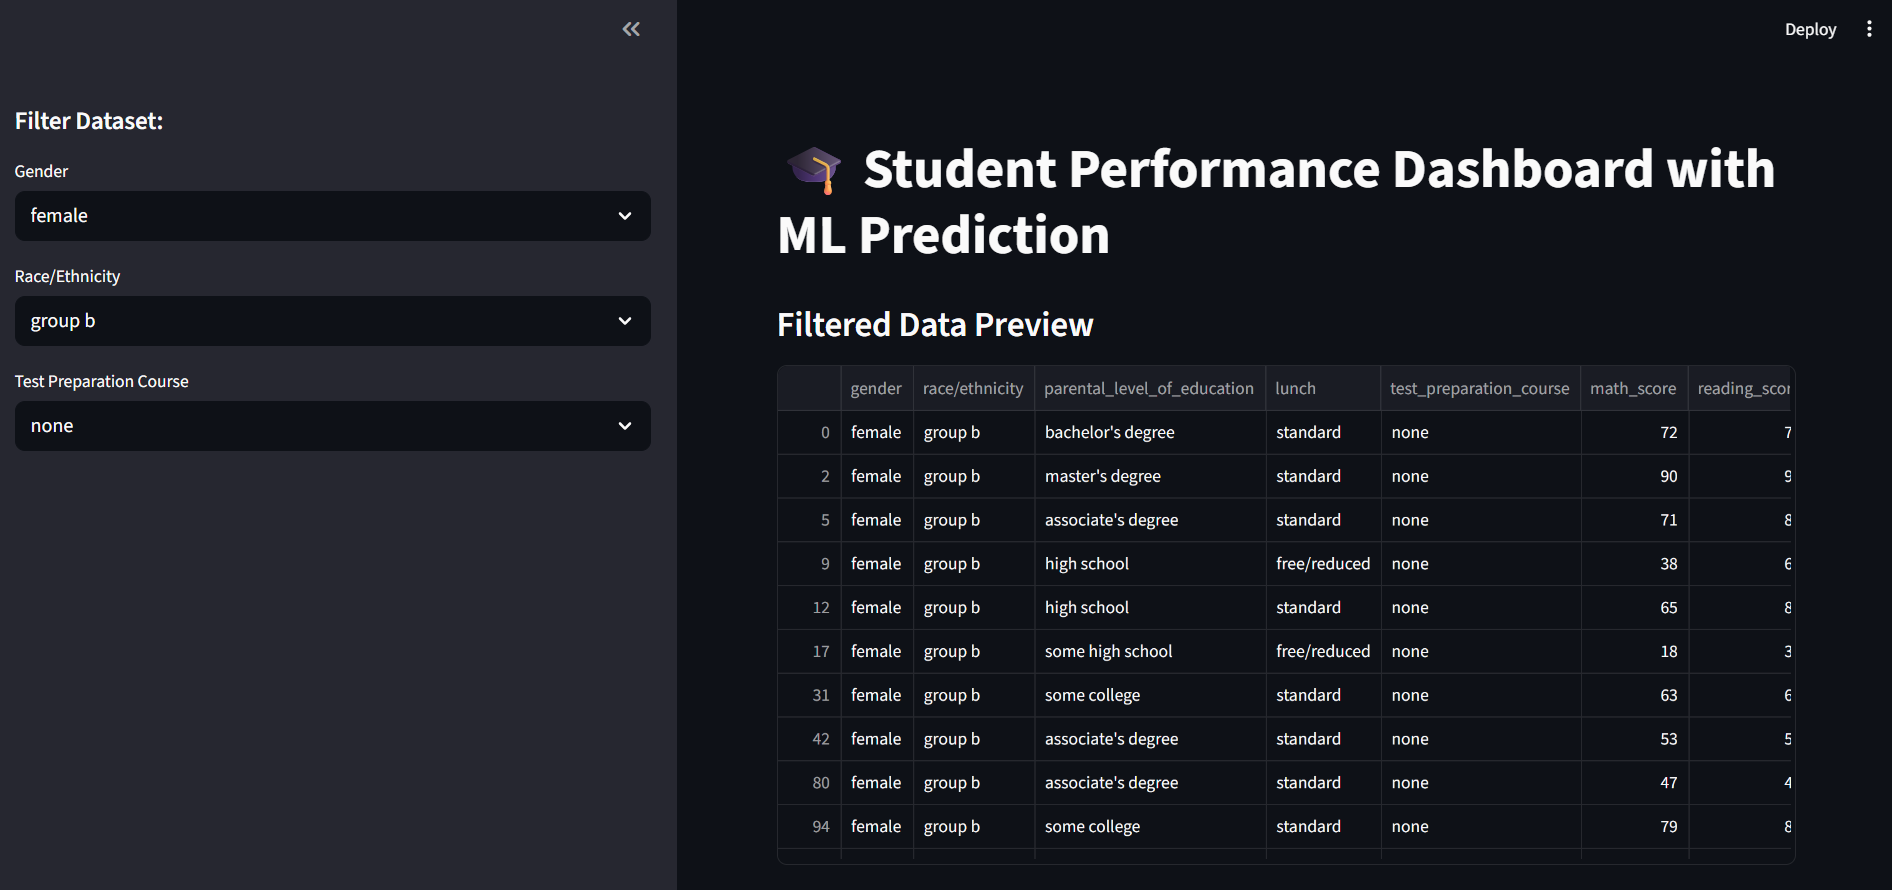 Deploy
Filter Dataset:
Gender
female
Race/Ethnicity
group b
Test Preparation Course
none
Student Performance Dashboard with
ML Prediction
Filtered Data Preview
gender race/ethnicity parental_level_of_education lunch test_preparation_course math_score
0 female group b bachelor's degree standard none 72 7
2 female group b master's degree standard none 90 9
5 female group b associate's degree standard none 71 8
9 female group b high school free/reduced none 38 6
12 female group b high school standard none 65 8
17 female group b some high school free/reduced none 18 3
31 female group b some college standard none 63 6
42 female group b associate's degree standard none 53 5
80 female group b associate's degree standard none 47 4
94 female group b some college standard none 79 8